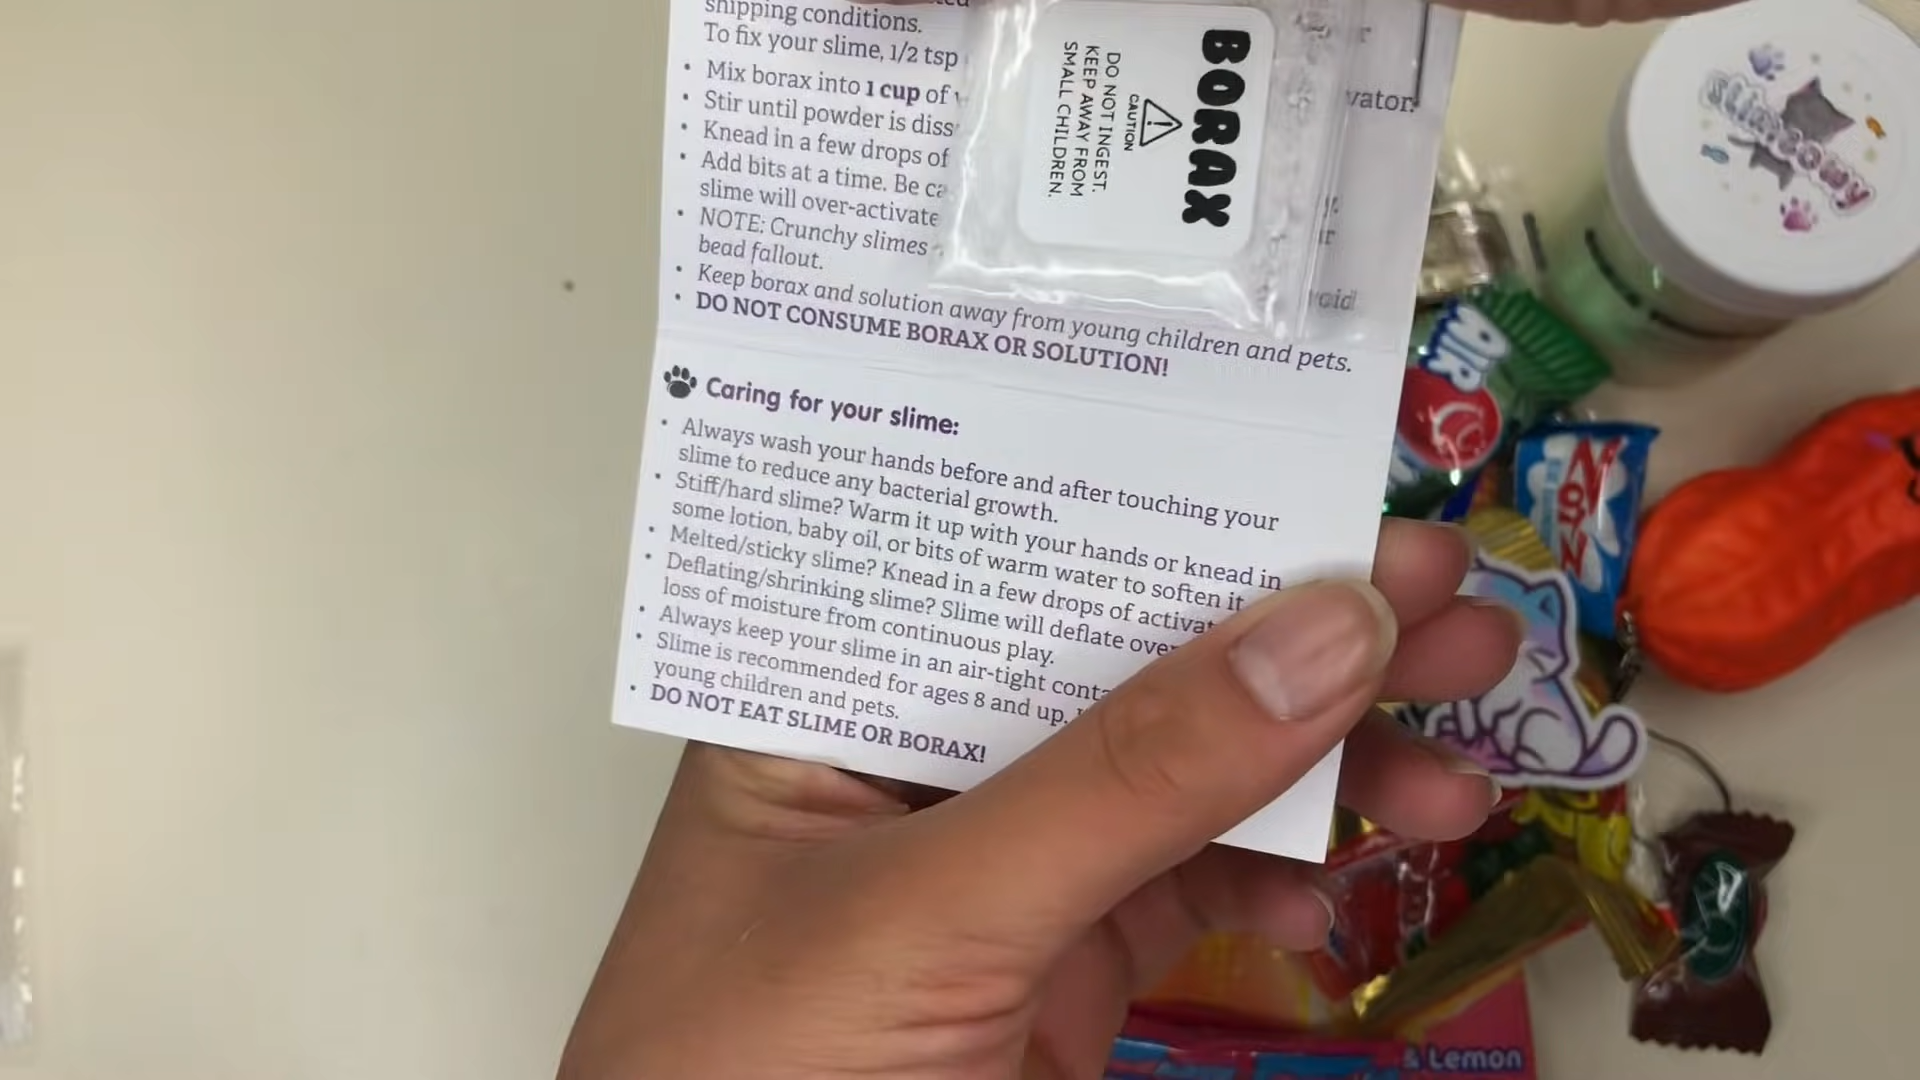 shipping conditions.
To fix your slime, 1/2 tsp
• Mix borax into 1 cup of
• Stir until powder is diss
• Knead in a few drops of
• Add bits at a time. Be ca
slime will over-activate
• NOTE: Crunchy slimes
bead fallout.
• Keep borax and solution away from young children and pets.
• DO NOT CONSUME BORAX OR SOLUTION!
vator.
void
BORAX
CAUTION
DO NOT INGEST.
KEEP AWAY FROM
SMALL CHILDREN.
Caring for your slime:
• Always wash your hands before and after touching your
slime to reduce any bacterial growth.
• Stiff/hard slime? Warm it up with your hands or knead in
some lotion, baby oil, or bits of warm water to soften it
• Melted/sticky slime? Knead in a few drops of activat
• Deflating/shrinking slime? Slime will deflate over
loss of moisture from continuous play.
• Always keep your slime in an air-tight conta
• Slime is recommended for ages 8 and up.
young children and pets.
• DO NOT EAT SLIME OR BORAX!
slimeowy
AIR
& Lemon